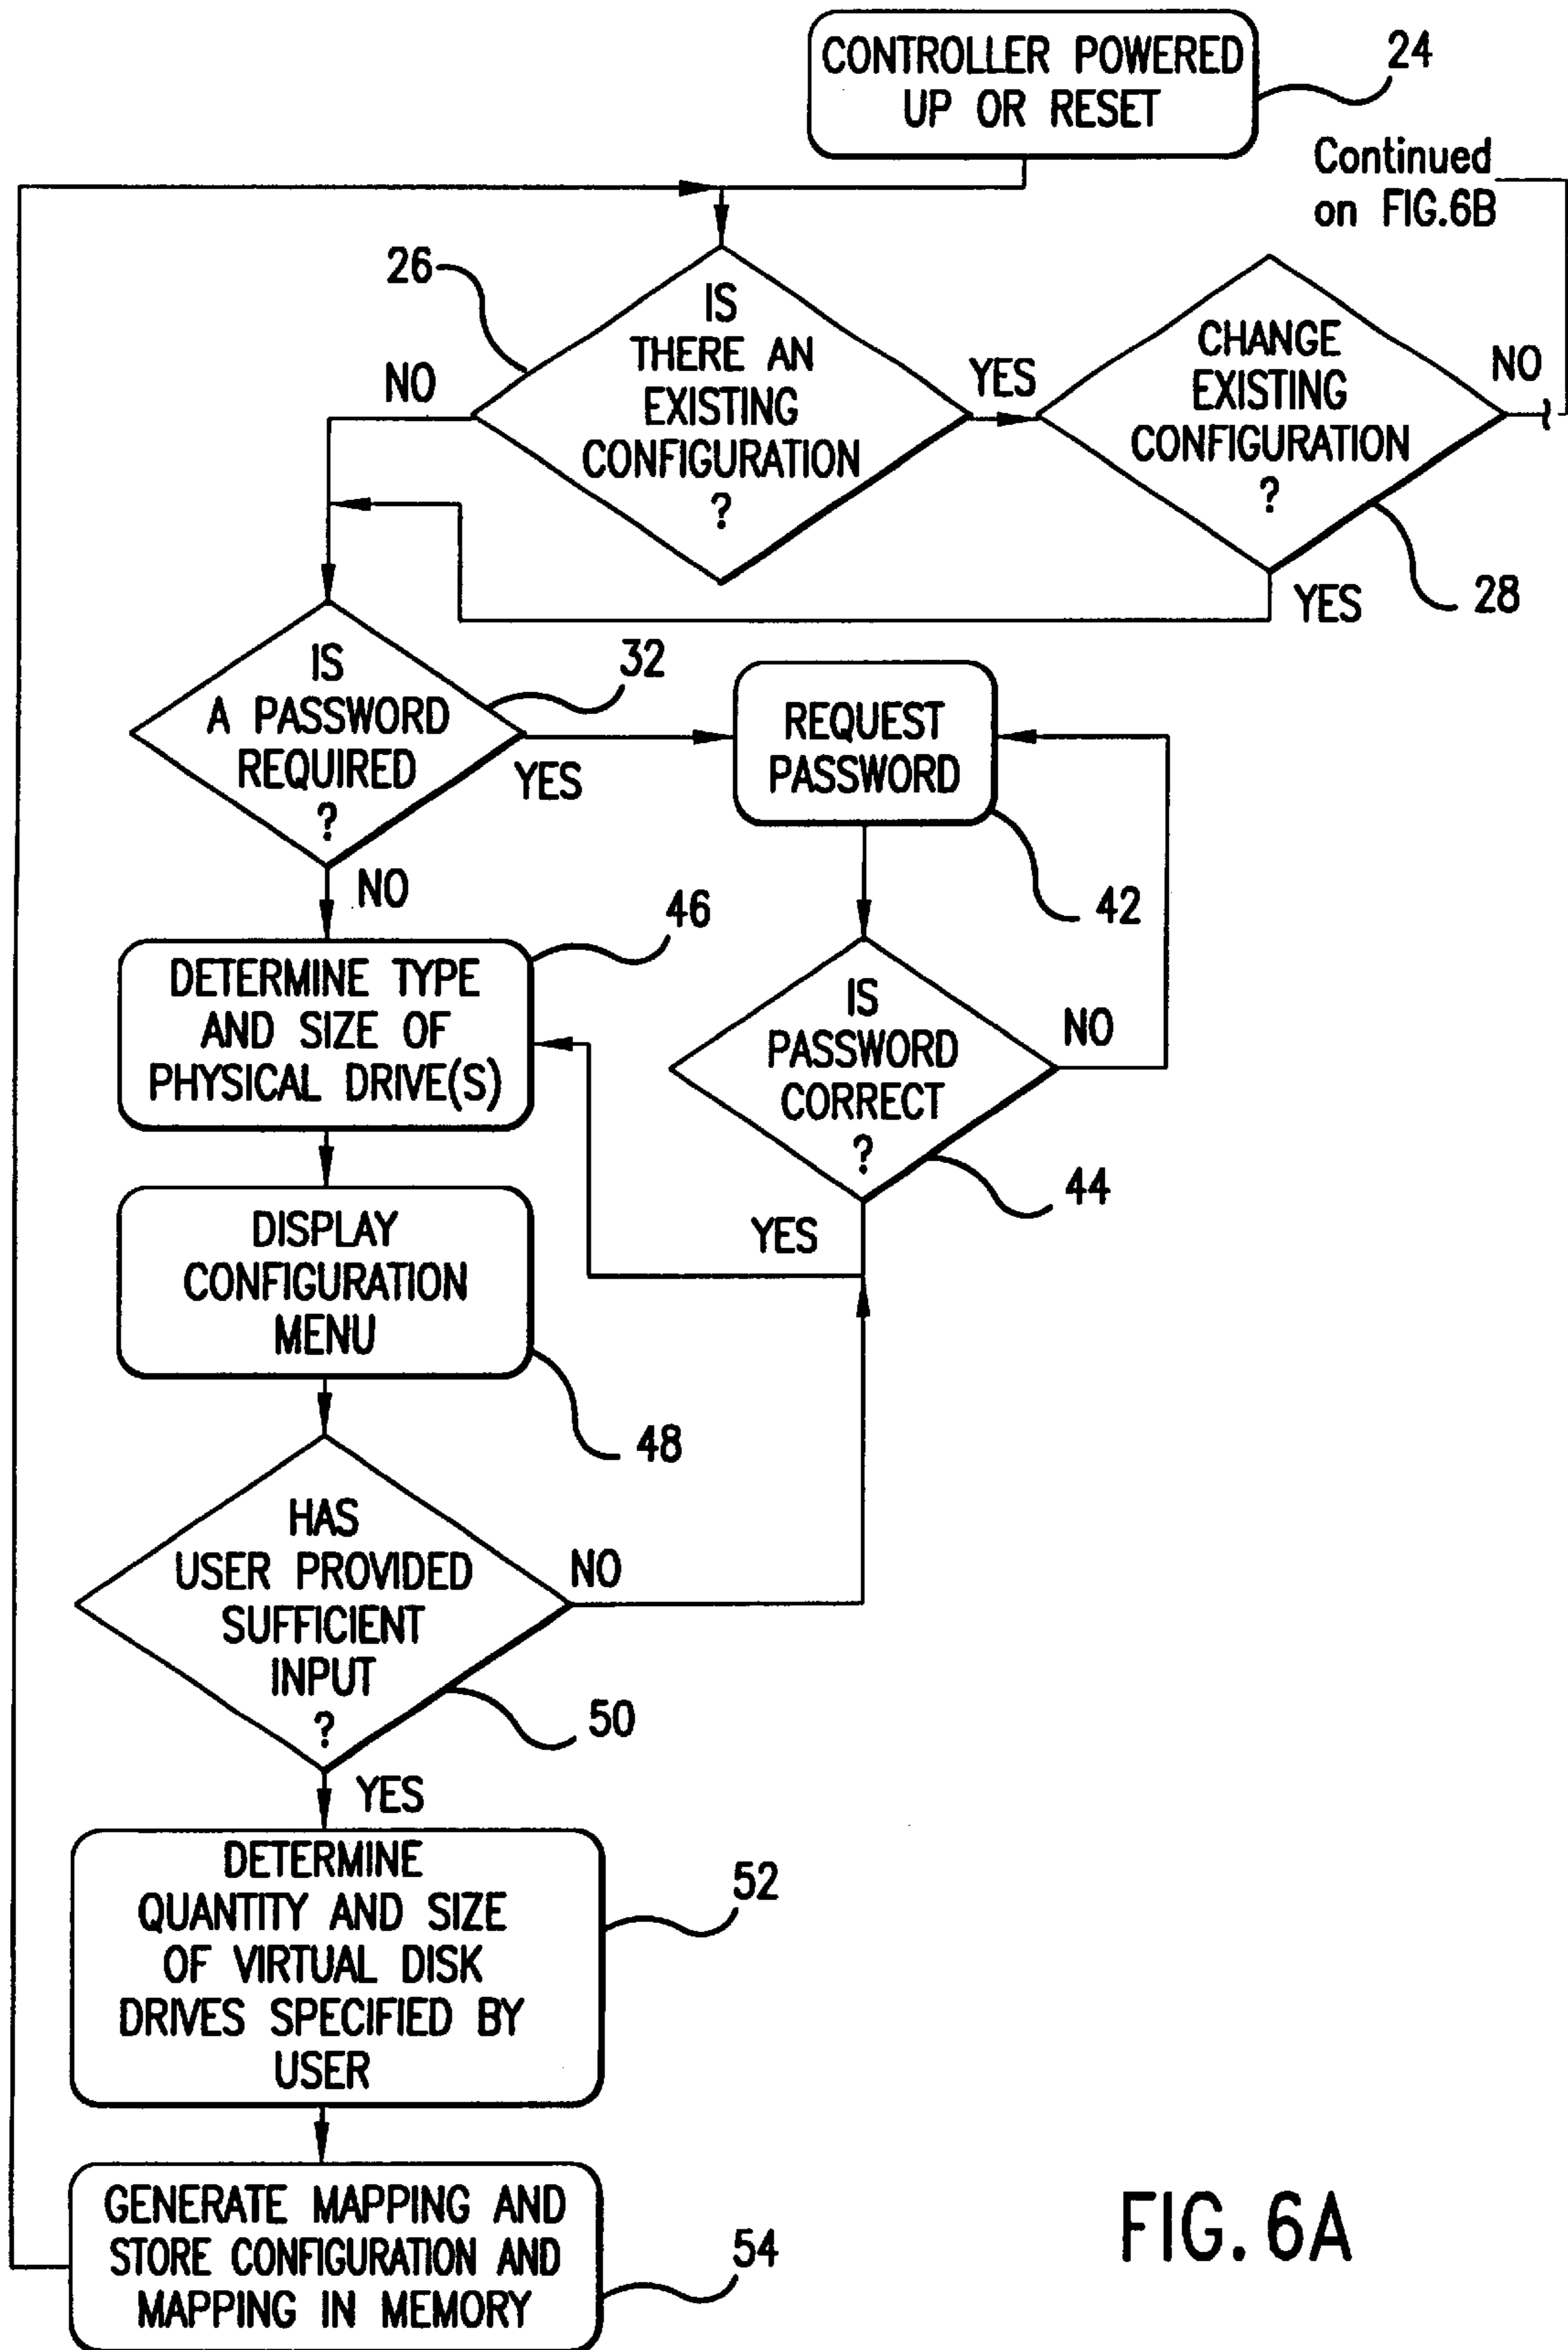 CONTROLLER POWERED
UP OR RESET
24
Continued
on FIG.6B
26
IS
THERE AN
EXISTING
CONFIGURATION
?
NO
YES
CHANGE
EXISTING
CONFIGURATION
?
NO
YES
28
IS
A PASSWORD
REQUIRED
?
32
YES
NO
REQUEST
PASSWORD
42
IS
PASSWORD
CORRECT
?
NO
YES
44
46
DETERMINE TYPE
AND SIZE OF
PHYSICAL DRIVE(S)
DISPLAY
CONFIGURATION
MENU
48
HAS
USER PROVIDED
SUFFICIENT
INPUT
?
NO
50
YES
DETERMINE
QUANTITY AND SIZE
OF VIRTUAL DISK
DRIVES SPECIFIED BY
USER
52
GENERATE MAPPING AND
STORE CONFIGURATION AND
MAPPING IN MEMORY
54
FIG. 6A